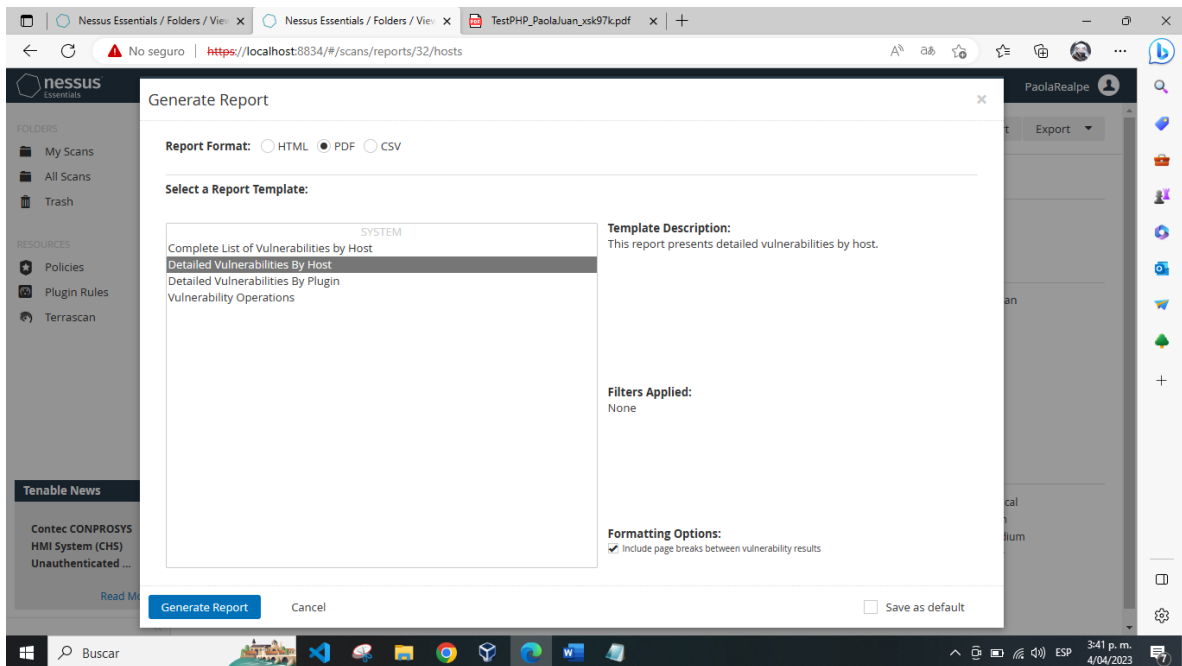 Nessus Essentials / Folders / View
Nessus Essentials / Folders / View
TestPHP_PaolaJuan_xsk97k.pdf
No seguro
https://localhost:8834/#/scans/reports/32/hosts
nessus
Essentials
PaolaRealpe
FOLDERS
My Scans
All Scans
Trash
RESOURCES
Policies
Plugin Rules
Terrascan
Tenable News
Contec CONPROSYS
HMI System (CHS)
Unauthenticated ...
Read Mo
Generate Report
Report Format: HTML PDF CSV
Select a Report Template:
SYSTEM
Complete List of Vulnerabilities by Host
Detailed Vulnerabilities By Host
Detailed Vulnerabilities By Plugin
Vulnerability Operations
Template Description:
This report presents detailed vulnerabilities by host.
Filters Applied:
None
Formatting Options:
Include page breaks between vulnerability results
Generate Report
Cancel
Save as default
t
Export
an
cal
ium
Buscar
ESP
3:41 p. m.
4/04/2023